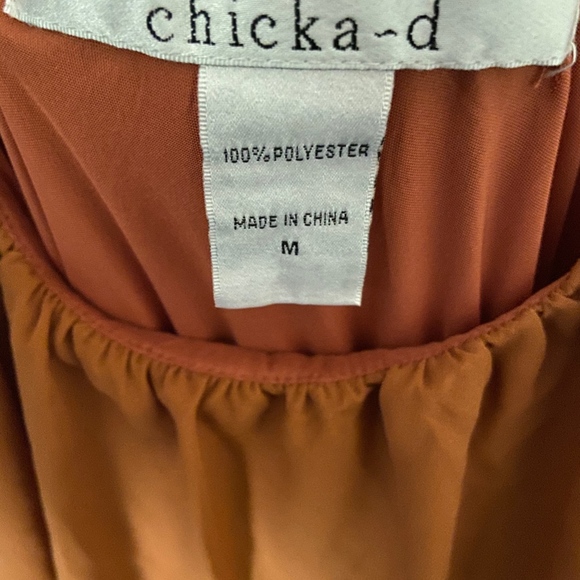 chicka-d
100% POLYESTER
MADE IN CHINA
M